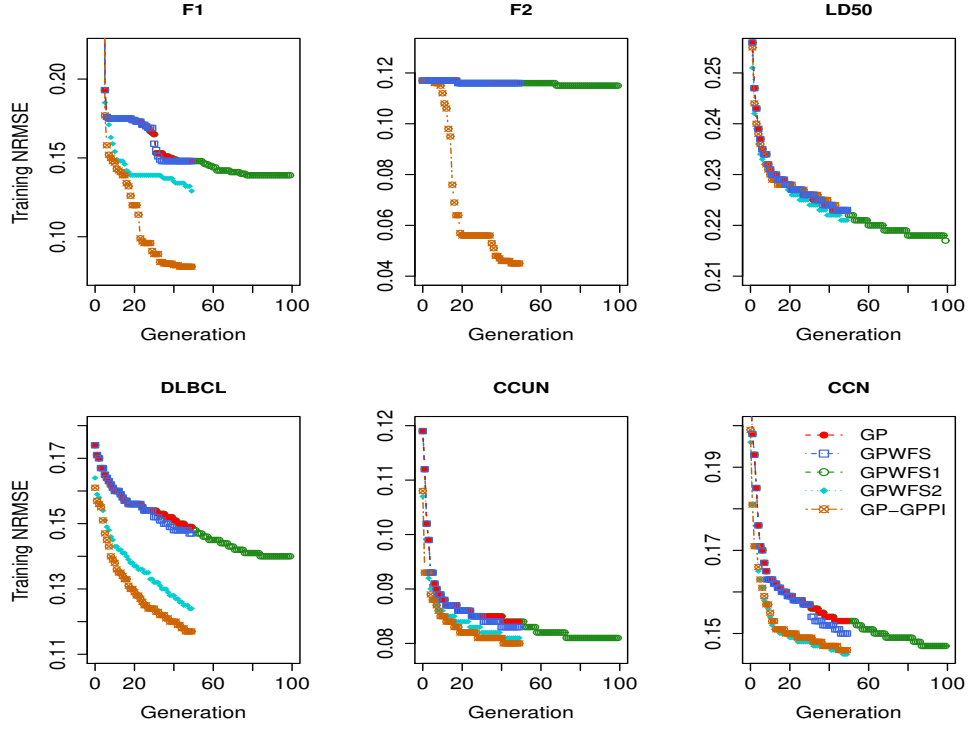 F1
F2
LD50
Training NRMSE
0.10 0.15 0.20
0.04 0.06 0.08 0.10 0.12
0.21 0.22 0.23 0.24 0.25
0 20 60 100
0 20 60 100
0 20 60 100
Generation
Generation
Generation
DLBCL
CCUN
CCN
Training NRMSE
0.11 0.13 0.15 0.17
0.08 0.09 0.10 0.11 0.12
0.15 0.17 0.19
GP
GPWFS
GPWFS1
GPWFS2
GP−GPPI
0 20 60 100
0 20 60 100
0 20 60 100
Generation
Generation
Generation